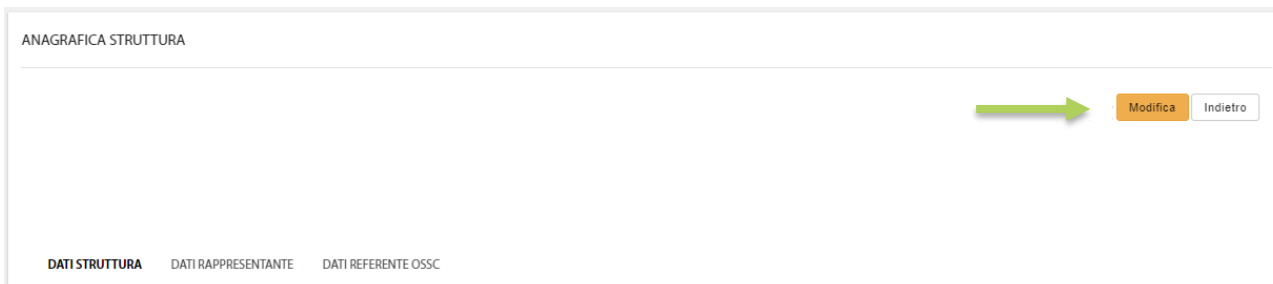 ANAGRAFICA STRUTTURA
Modifica Indietro
DATI STRUTTURA DATI RAPPRESENTANTE DATI REFERENTE OSSC